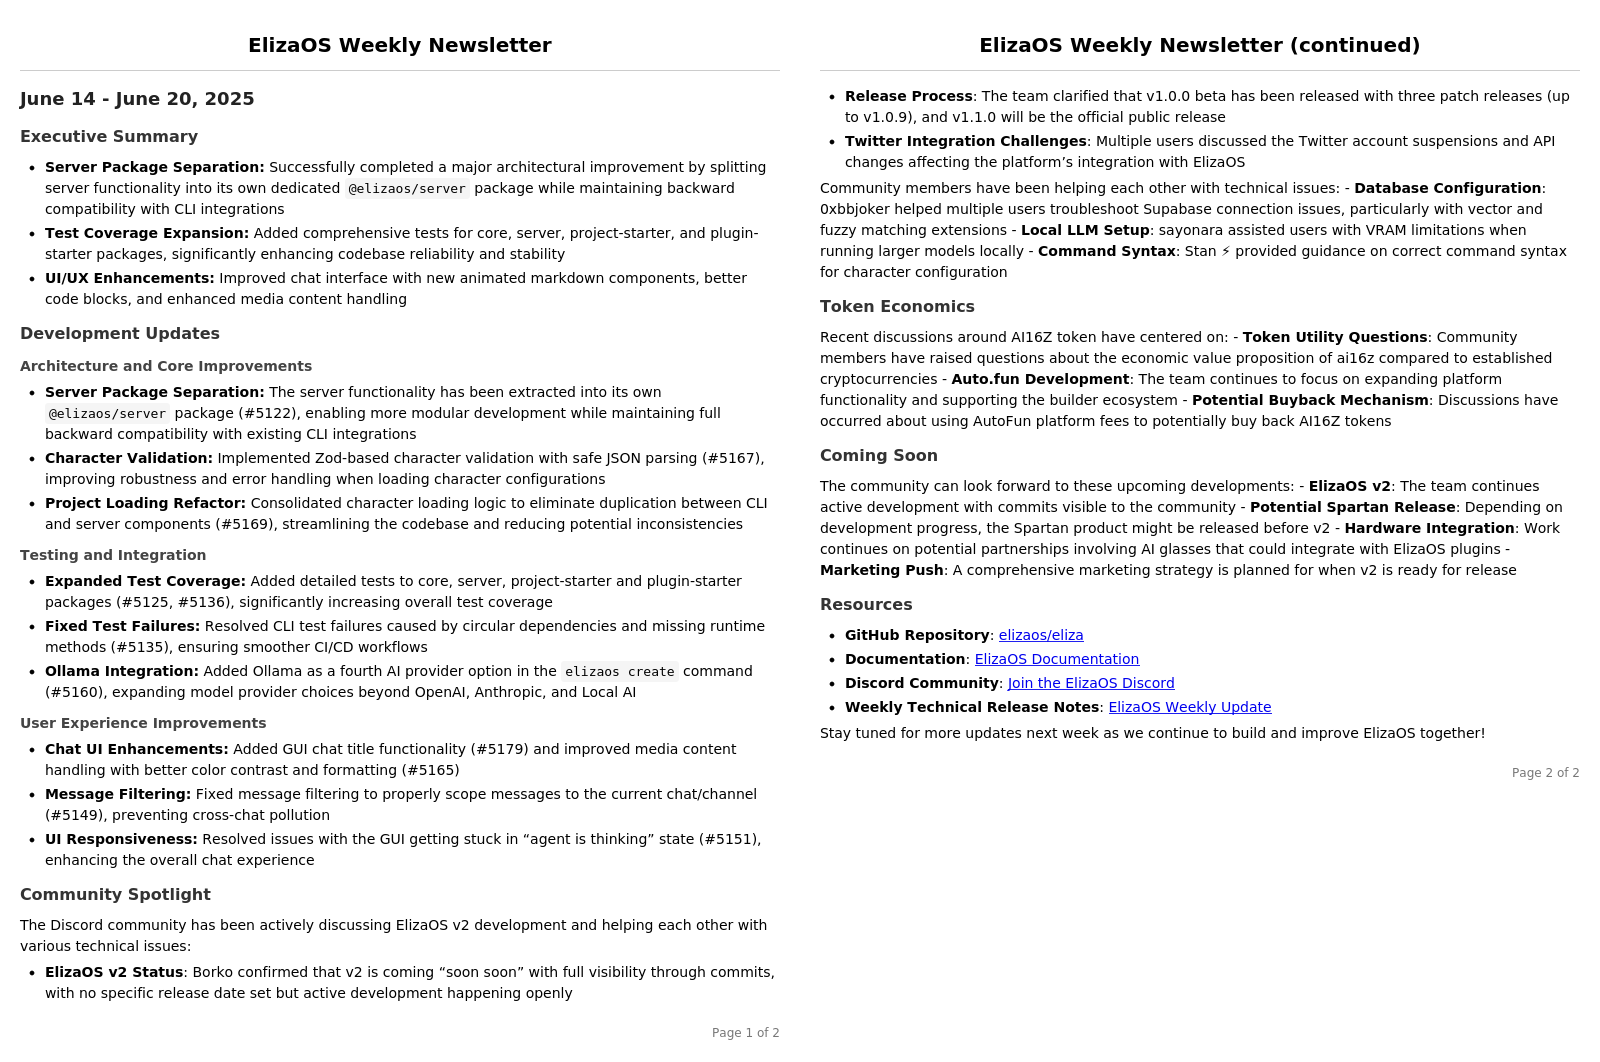 ElizaOS Weekly Newsletter
June 14 - June 20, 2025
Executive Summary
• Server Package Separation: Successfully completed a major architectural improvement by splitting
server functionality into its own dedicated @elizaos/server package while maintaining backward
compatibility with CLI integrations
• Test Coverage Expansion: Added comprehensive tests for core, server, project-starter, and plugin-
starter packages, significantly enhancing codebase reliability and stability
• UI/UX Enhancements: Improved chat interface with new animated markdown components, better
code blocks, and enhanced media content handling
Development Updates
Architecture and Core Improvements
• Server Package Separation: The server functionality has been extracted into its own
@elizaos/server package (#5122), enabling more modular development while maintaining full
backward compatibility with existing CLI integrations
• Character Validation: Implemented Zod-based character validation with safe JSON parsing (#5167),
improving robustness and error handling when loading character configurations
• Project Loading Refactor: Consolidated character loading logic to eliminate duplication between CLI
and server components (#5169), streamlining the codebase and reducing potential inconsistencies
Testing and Integration
• Expanded Test Coverage: Added detailed tests to core, server, project-starter and plugin-starter
packages (#5125, #5136), significantly increasing overall test coverage
• Fixed Test Failures: Resolved CLI test failures caused by circular dependencies and missing runtime
methods (#5135), ensuring smoother CI/CD workflows
• Ollama Integration: Added Ollama as a fourth AI provider option in the elizaos create command
(#5160), expanding model provider choices beyond OpenAI, Anthropic, and Local AI
User Experience Improvements
• Chat UI Enhancements: Added GUI chat title functionality (#5179) and improved media content
handling with better color contrast and formatting (#5165)
• Message Filtering: Fixed message filtering to properly scope messages to the current chat/channel
(#5149), preventing cross-chat pollution
• UI Responsiveness: Resolved issues with the GUI getting stuck in “agent is thinking” state (#5151),
enhancing the overall chat experience
Community Spotlight
The Discord community has been actively discussing ElizaOS v2 development and helping each other with
various technical issues:
• ElizaOS v2 Status: Borko confirmed that v2 is coming “soon soon” with full visibility through commits,
with no specific release date set but active development happening openly
Page 1 of 2
ElizaOS Weekly Newsletter (continued)
• Release Process: The team clarified that v1.0.0 beta has been released with three patch releases (up
to v1.0.9), and v1.1.0 will be the official public release
• Twitter Integration Challenges: Multiple users discussed the Twitter account suspensions and API
changes affecting the platform’s integration with ElizaOS
Community members have been helping each other with technical issues: - Database Configuration:
0xbbjoker helped multiple users troubleshoot Supabase connection issues, particularly with vector and
fuzzy matching extensions - Local LLM Setup: sayonara assisted users with VRAM limitations when
running larger models locally - Command Syntax: Stan ⚡ provided guidance on correct command syntax
for character configuration
Token Economics
Recent discussions around AI16Z token have centered on: - Token Utility Questions: Community
members have raised questions about the economic value proposition of ai16z compared to established
cryptocurrencies - Auto.fun Development: The team continues to focus on expanding platform
functionality and supporting the builder ecosystem - Potential Buyback Mechanism: Discussions have
occurred about using AutoFun platform fees to potentially buy back AI16Z tokens
Coming Soon
The community can look forward to these upcoming developments: - ElizaOS v2: The team continues
active development with commits visible to the community - Potential Spartan Release: Depending on
development progress, the Spartan product might be released before v2 - Hardware Integration: Work
continues on potential partnerships involving AI glasses that could integrate with ElizaOS plugins -
Marketing Push: A comprehensive marketing strategy is planned for when v2 is ready for release
Resources
• GitHub Repository: elizaos/eliza
• Documentation: ElizaOS Documentation
• Discord Community: Join the ElizaOS Discord
• Weekly Technical Release Notes: ElizaOS Weekly Update
Stay tuned for more updates next week as we continue to build and improve ElizaOS together!
Page 2 of 2